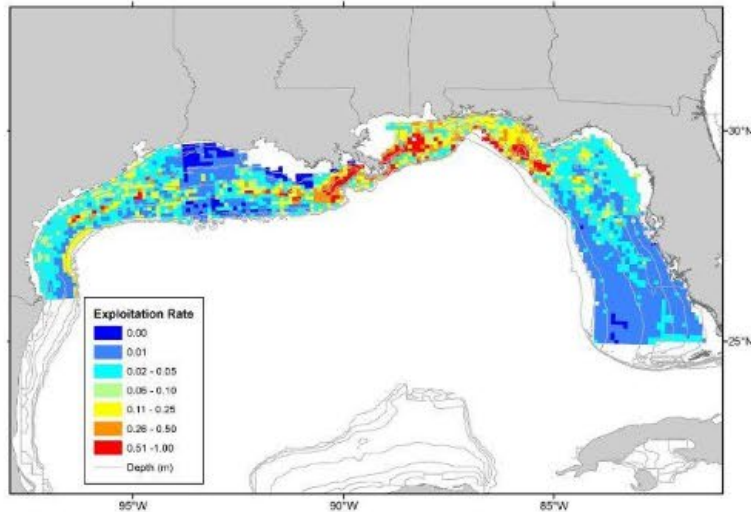 30°N
25°N
Exploitation Rate
0.00
0.01
0.02 - 0.05
0.06 - 0.10
0.11 - 0.25
0.26 - 0.50
0.51 -1.00
Depth (m)
95°W
90°W
85°W